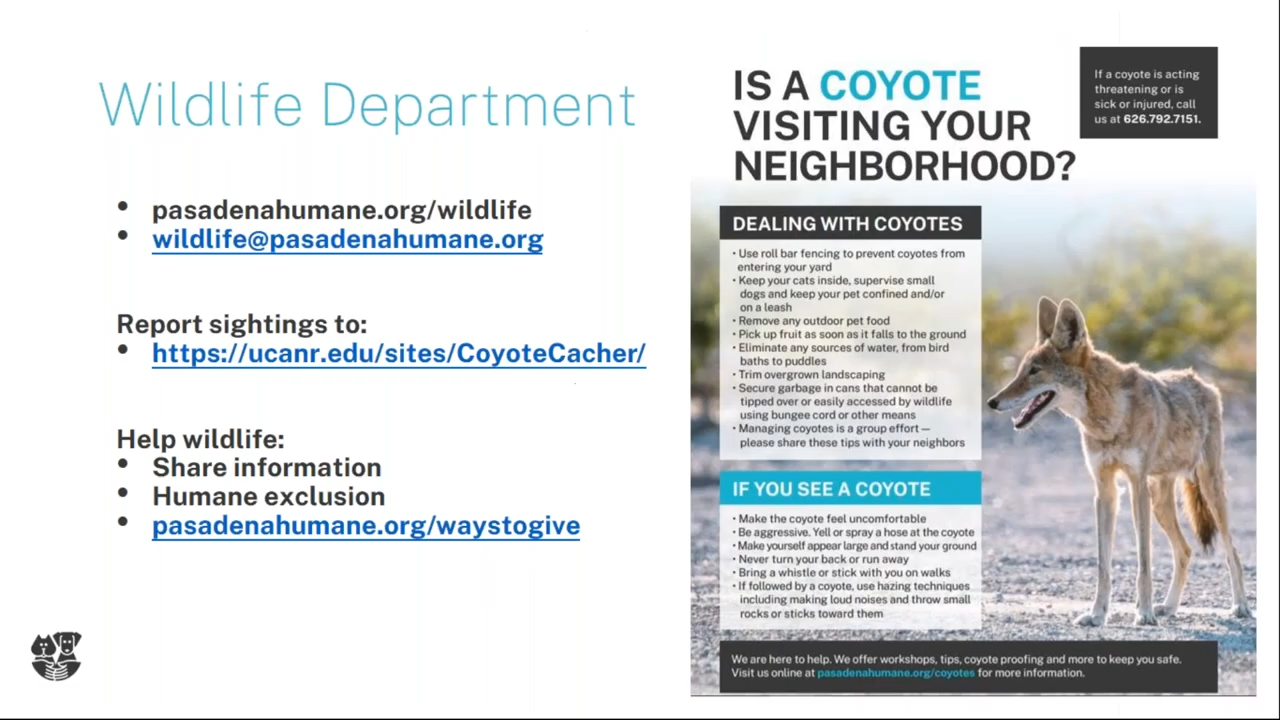 Wildlife Department
• pasadenahumane.org/wildlife
• wildlife@pasadenahumane.org
Report sightings to:
• https://ucanr.edu/sites/CoyoteCacher/
Help wildlife:
• Share information
• Humane exclusion
• pasadenahumane.org/waystogive
IS A COYOTE
VISITING YOUR
NEIGHBORHOOD?
If a coyote is acting
threatening or is
sick or injured, call
us at 626.792.7151.
DEALING WITH COYOTES
• Use roll bar fencing to prevent coyotes from
entering your yard
• Keep your cats inside, supervise small
dogs and keep your pet confined and/or
on a leash
• Remove any outdoor pet food
• Pick up fruit as soon as it falls to the ground
• Eliminate any sources of water, from bird
baths to puddles
• Trim overgrown landscaping
• Secure garbage in cans that cannot be
tipped over or easily accessed by wildlife
using bungee cord or other means
• Managing coyotes is a group effort —
please share these tips with your neighbors
IF YOU SEE A COYOTE
• Make the coyote feel uncomfortable
• Be aggressive. Yell or spray a hose at the coyote
• Make yourself appear large and stand your ground
• Never turn your back or run away
• Bring a whistle or stick with you on walks
• If followed by a coyote, use hazing techniques
including making loud noises and throw small
rocks or sticks toward them
We are here to help. We offer workshops, tips, coyote proofing and more to keep you safe.
Visit us online at pasadenahumane.org/coyotes for more information.